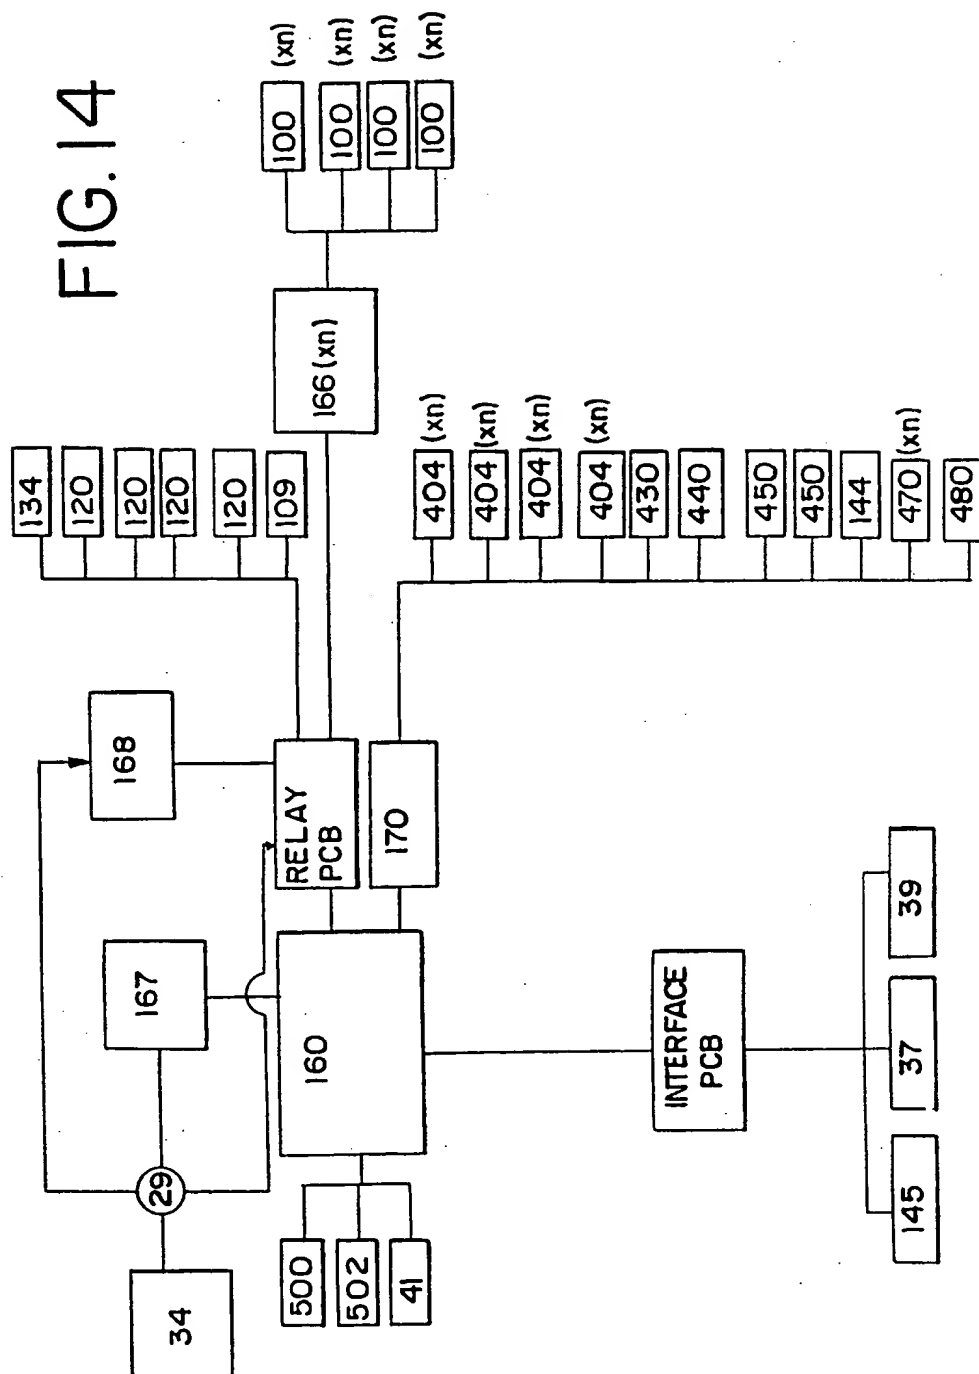 FIG. 14
34
29
167
168
500
502
41
160
RELAY
PCB
170
134
120
120
120
120
109
166 (xn)
100 (xn)
100 (xn)
100 (xn)
100 (xn)
404 (xn)
404 (xn)
404 (xn)
404 (xn)
430
440
450
450
144
470 (xn)
480
INTERFACE
PCB
145
37
39